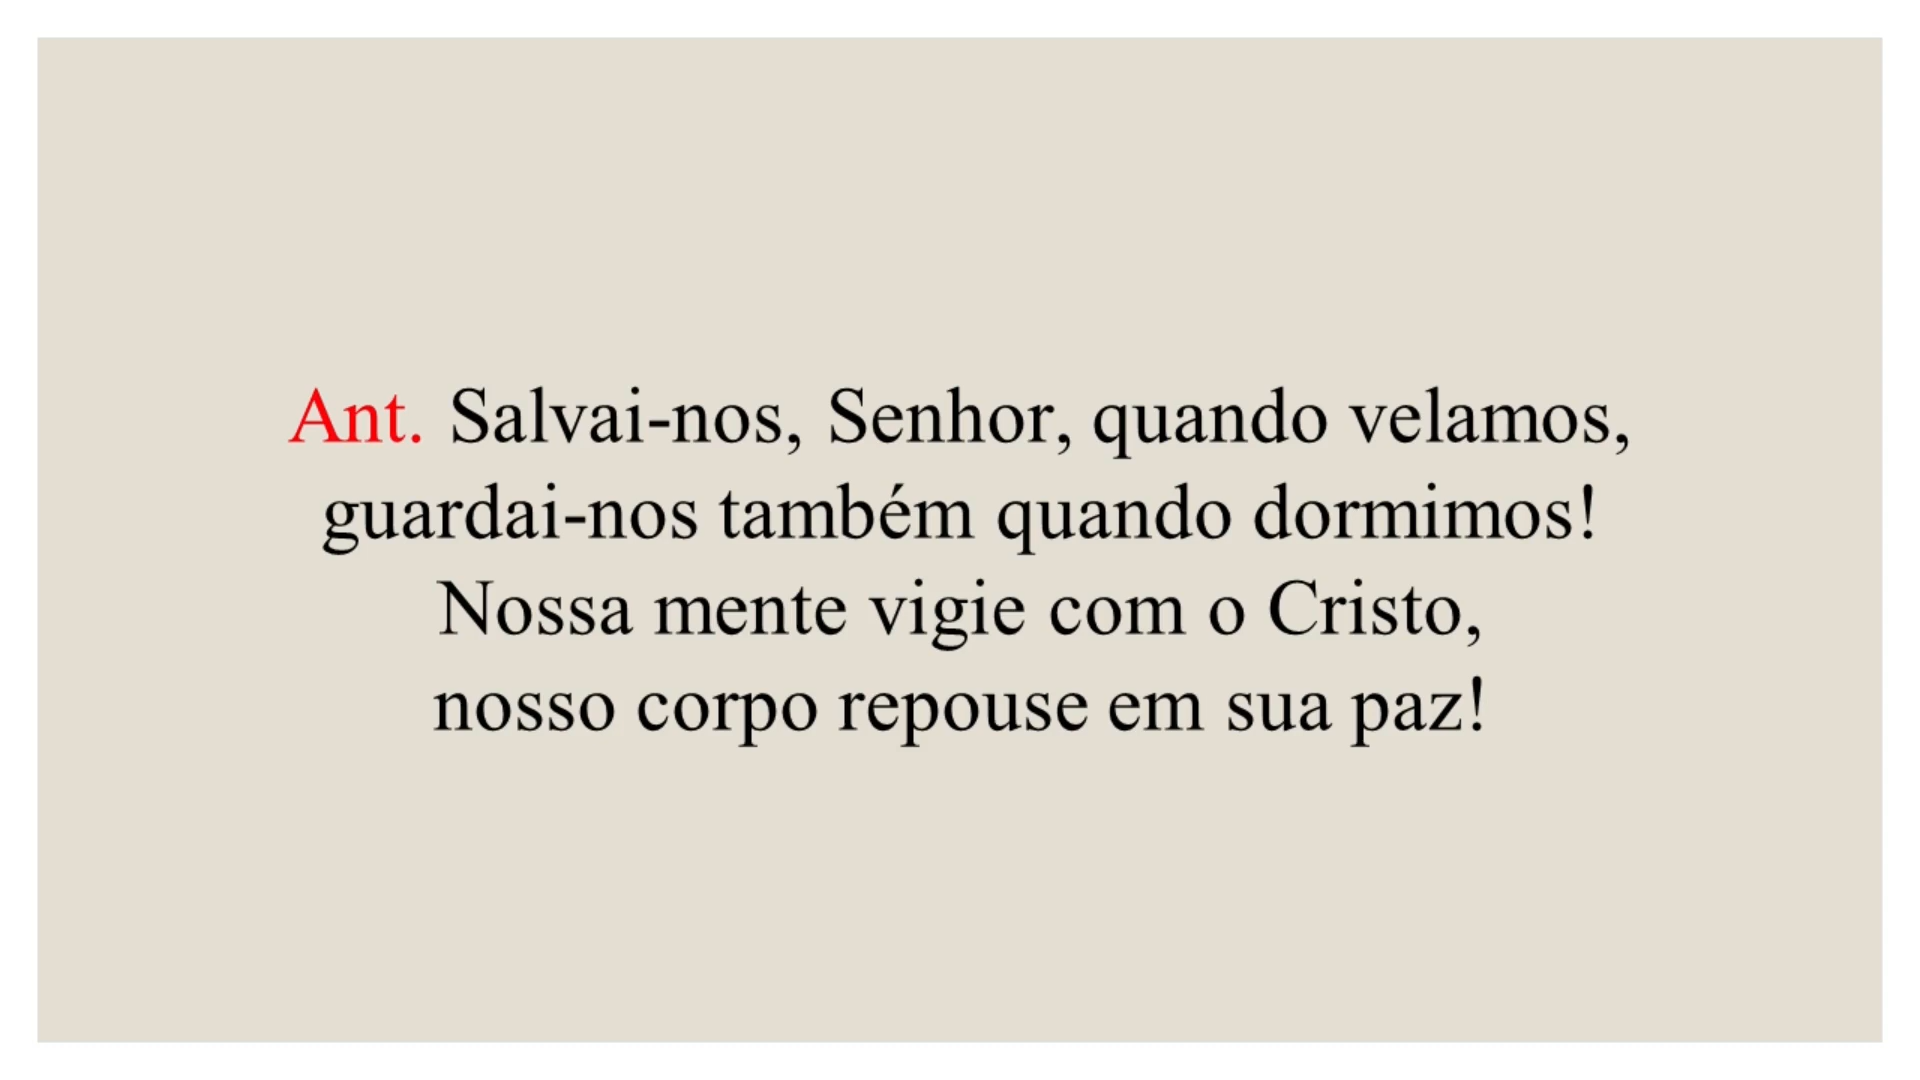 Ant. Salvai-nos, Senhor, quando velamos,
guardai-nos também quando dormimos!
Nossa mente vigie com o Cristo,
nosso corpo repouse em sua paz!